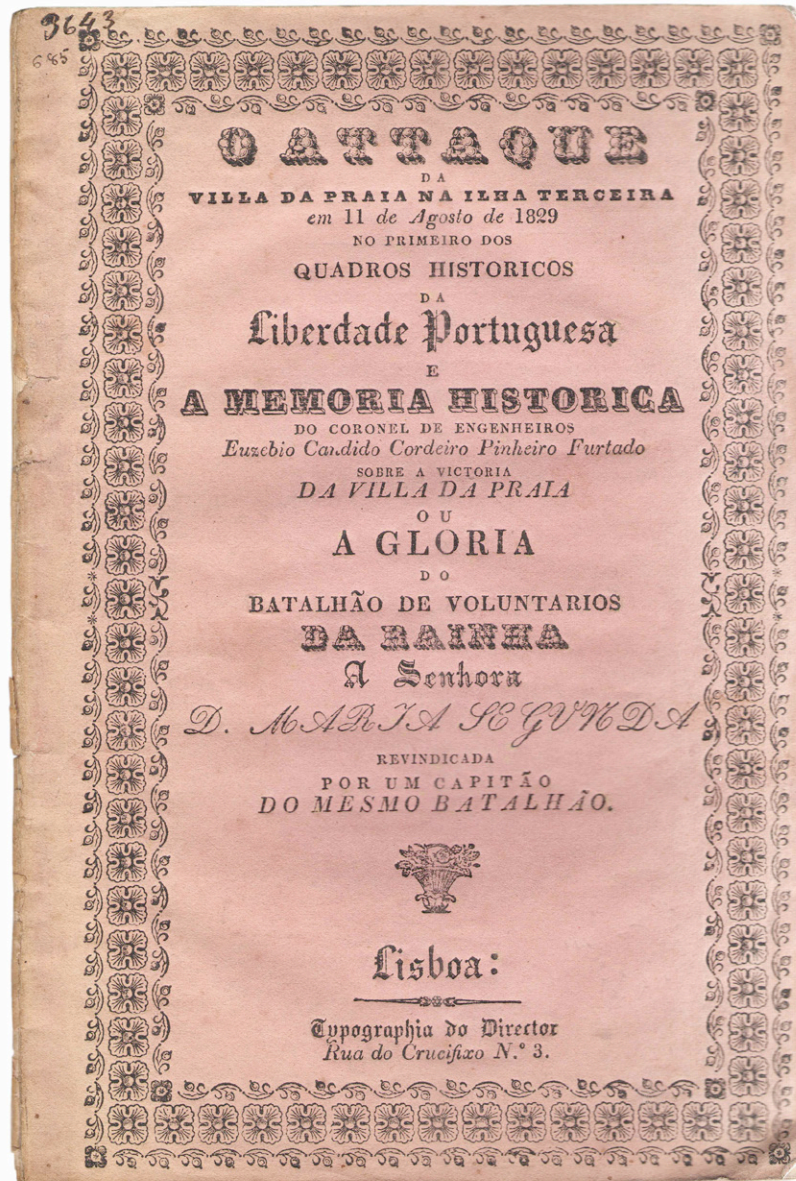 3643
685
O ATTAQUE
DA
VILLA DA PRAIA NA ILHA TERCEIRA
em 11 de Agosto de 1829
NO PRIMEIRO DOS
QUADROS HISTORICOS
DA
Liberdade Portuguesa
E
A MEMORIA HISTORICA
DO CORONEL DE ENGENHEIROS
Euzebio Candido Cordeiro Pinheiro Furtado
SOBRE A VICTORIA
DA VILLA DA PRAIA
OU
A GLORIA
DO
BATALHÃO DE VOLUNTARIOS
DA RAINHA
A Senhora
D. MARIA SEGUNDA
REVINDICADA
POR UM CAPITÃO
DO MESMO BATALHÃO.
Lisboa:
Typographia do Director
Rua do Crucifixo N.º 3.